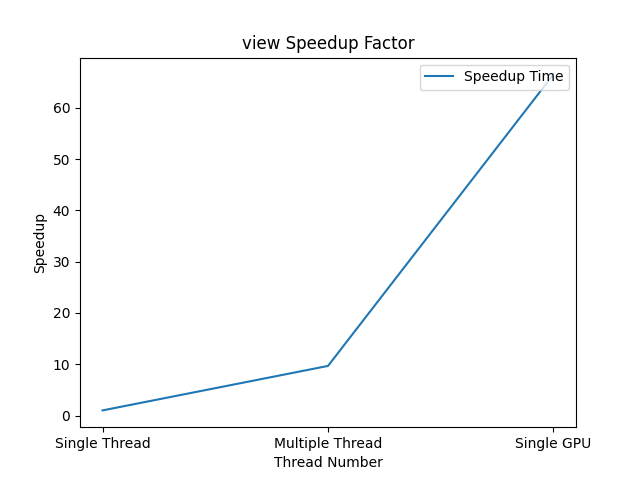 view Speedup Factor
Speedup Time
Speedup
60
50
40
30
20
10
0
Single Thread
Multiple Thread
Single GPU
Thread Number